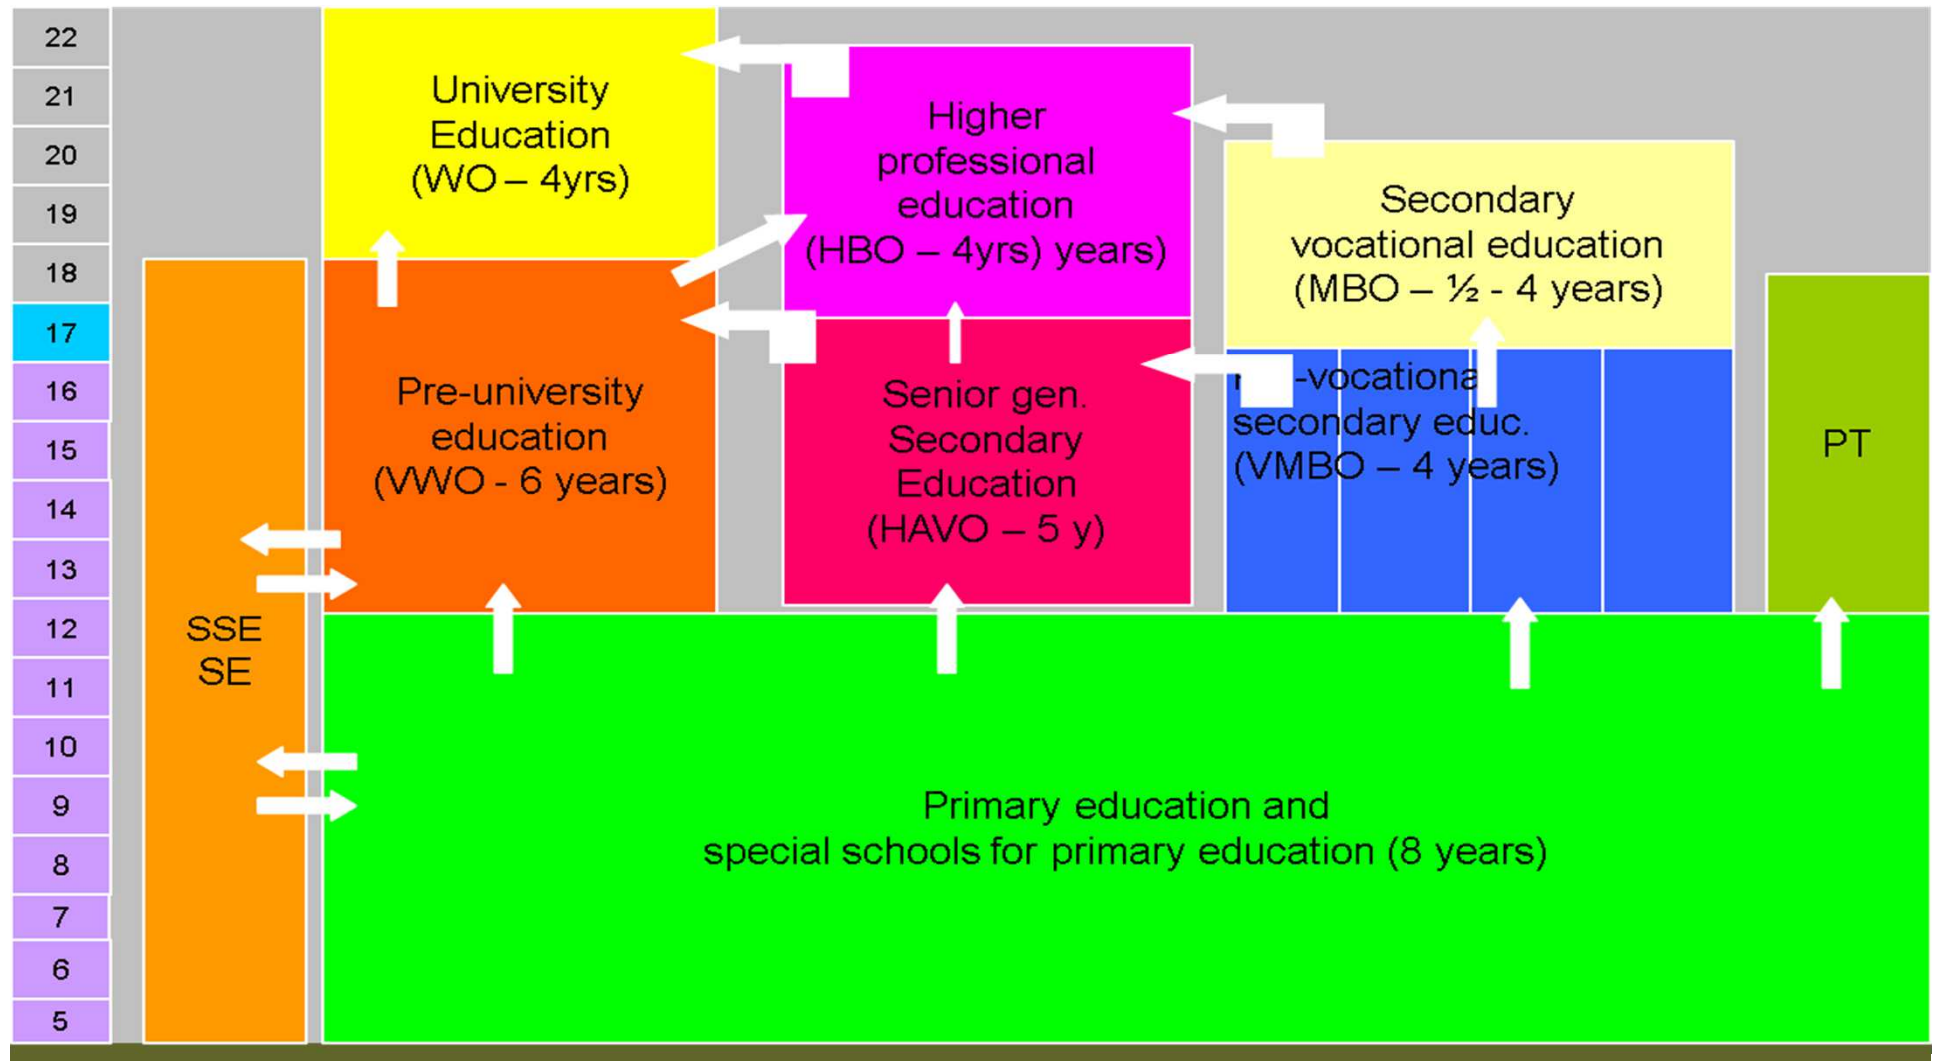 22
21
20
19
18
17
16
15
14
13
12
11
10
9
8
7
6
5
SSE
SE
University
Education
(WO – 4yrs)
Pre-university
education
(VWO - 6 years)
Higher
professional
education
(HBO – 4yrs) years)
Senior gen.
Secondary
Education
(HAVO – 5 y)
Secondary
vocational education
(MBO – ½ - 4 years)
-vocationa
secondary educ.
(VMBO – 4 years)
PT
Primary education and
special schools for primary education (8 years)